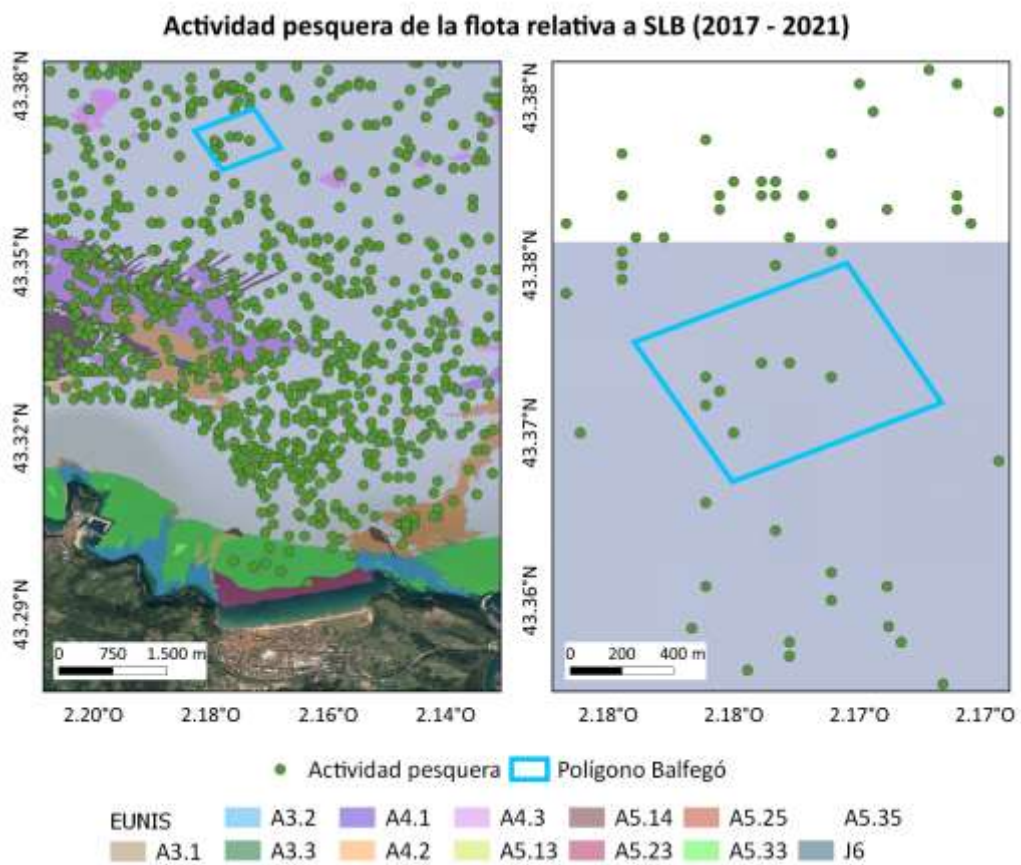 Actividad pesquera de la flota relativa a SLB (2017 - 2021)
43.38°N
43.35°N
43.32°N
43.29°N
0 750 1.500 m
2.20°O 2.18°O 2.16°O 2.14°O
43.38°N
43.38°N
43.37°N
43.36°N
0 200 400 m
2.18°O 2.18°O 2.17°O 2.17°O
Actividad pesquera Polígono Balfegó
EUNIS A3.2 A4.1 A4.3 A5.14 A5.25 A5.35
A3.1 A3.3 A4.2 A5.13 A5.23 A5.33 J6